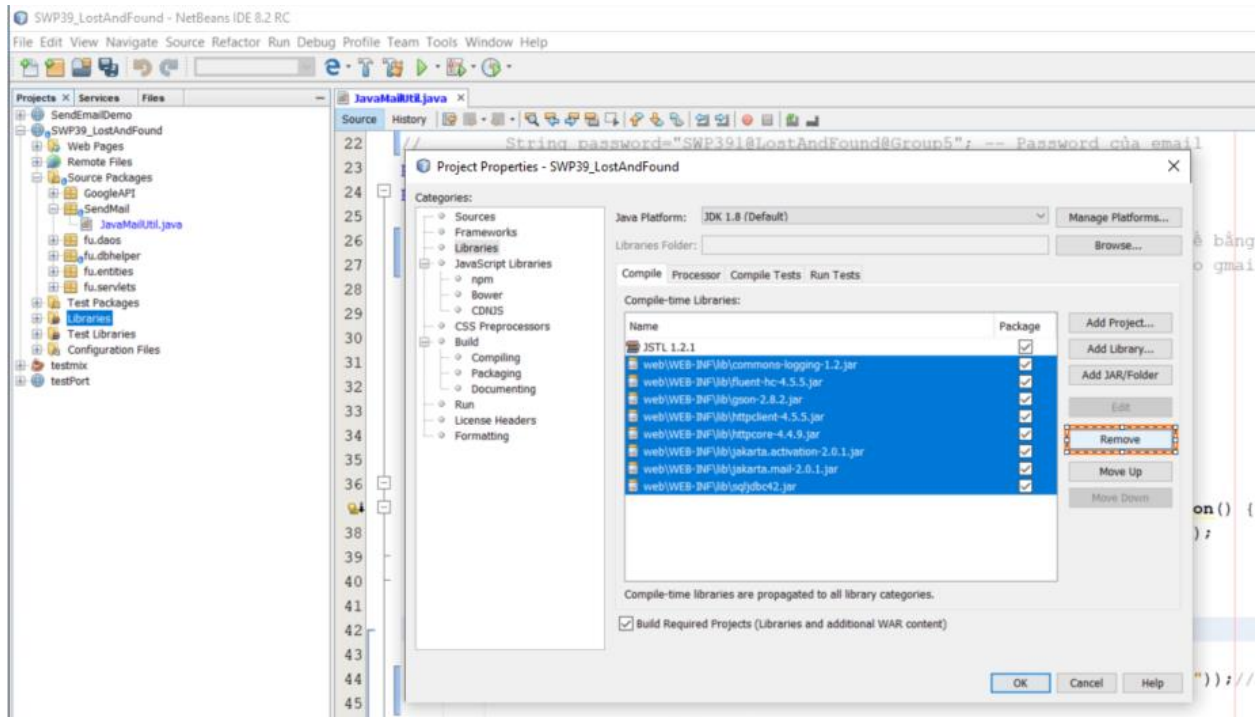 SWP39_LostAndFound - NetBeans IDE 8.2 RC
File Edit View Navigate Source Refactor Run Debug Profile Team Tools Window Help
Projects Services Files
SendEmailDemo
SWP39_LostAndFound
Web Pages
Remote Files
Source Packages
GoogleAPI
SendMail
JavaMailUtil.java
fu.daos
fu.dbhelper
fu.entities
fu.servlets
Test Packages
Libraries
Test Libraries
Configuration Files
testmix
testPort
JavaMailUtil.java
Source History
22 // String password="SWP391@LostAndFound@Group5"; -- Password của email
23
24
25
26 ề bằng
27 o gmai
28
29
30
31
32
33
34
35
36
on() {
38 );
39
40
41
42
43
44 "));//
45
Project Properties - SWP39_LostAndFound
Categories:
Sources
Frameworks
Libraries
JavaScript Libraries
npm
Bower
CDNJS
CSS Preprocessors
Build
Compiling
Packaging
Documenting
Run
License Headers
Formatting
Java Platform: JDK 1.8 (Default) Manage Platforms...
Libraries Folder: Browse...
Compile Processor Compile Tests Run Tests
Compile-time Libraries:
Name Package
JSTL 1.2.1
web\WEB-INF\lib\commons-logging-1.2.jar
web\WEB-INF\lib\fluent-hc-4.5.5.jar
web\WEB-INF\lib\gson-2.8.2.jar
web\WEB-INF\lib\httpclient-4.5.5.jar
web\WEB-INF\lib\httpcore-4.4.9.jar
web\WEB-INF\lib\jakarta.activation-2.0.1.jar
web\WEB-INF\lib\jakarta.mail-2.0.1.jar
web\WEB-INF\lib\sqljdbc42.jar
Add Project...
Add Library...
Add JAR/Folder
Edit
Remove
Move Up
Move Down
Compile-time libraries are propagated to all library categories.
Build Required Projects (Libraries and additional WAR content)
OK Cancel Help